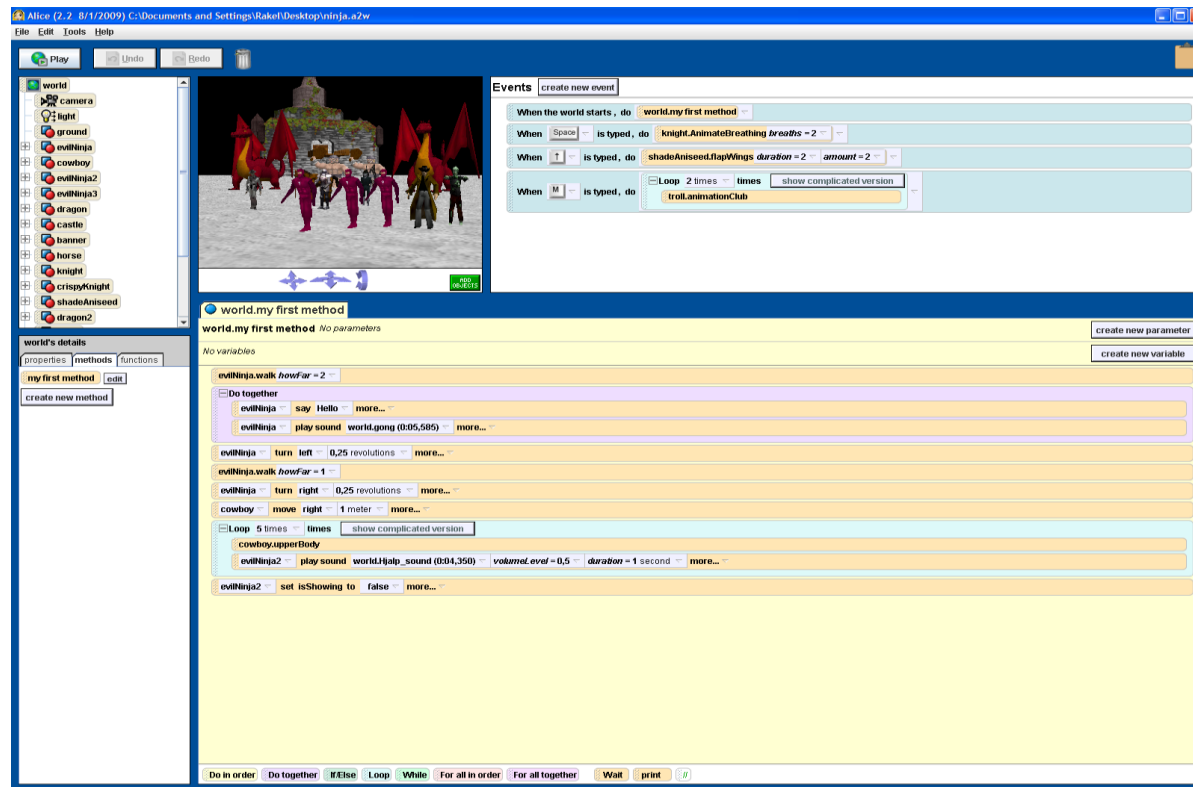 Alice (2.2 8/1/2009) C:\Documents and Settings\Rakel\Desktop\ninja.a2w
File Edit Tools Help
Play Undo Redo
world
camera
light
ground
evilNinja
cowboy
evilNinja2
evilNinja3
dragon
castle
banner
horse
knight
crispyKnight
shadeAniseed
dragon2
ADD OBJECTS
Events create new event
When the world starts, do world.my first method
When Space is typed, do knight.AnimateBreathing breaths = 2
When ↑ is typed, do shadeAniseed.flapWings duration = 2 amount = 2
When M is typed, do
Loop 2 times times show complicated version
troll.animationClub
world's details
properties methods functions
my first method edit
create new method
world.my first method
world.my first method No parameters create new parameter
No variables create new variable
evilNinja.walk howFar = 2
Do together
evilNinja say Hello more...
evilNinja play sound world.gong (0:05,585) more...
evilNinja turn left 0,25 revolutions more...
evilNinja.walk howFar = 1
evilNinja turn right 0,25 revolutions more...
cowboy move right 1 meter more...
Loop 5 times times show complicated version
cowboy.upperBody
evilNinja2 play sound world.Hjalp_sound (0:04,350) volumeLevel = 0,5 duration = 1 second more...
evilNinja2 set isShowing to false more...
Do in order Do together If/Else Loop While For all in order For all together Wait print //